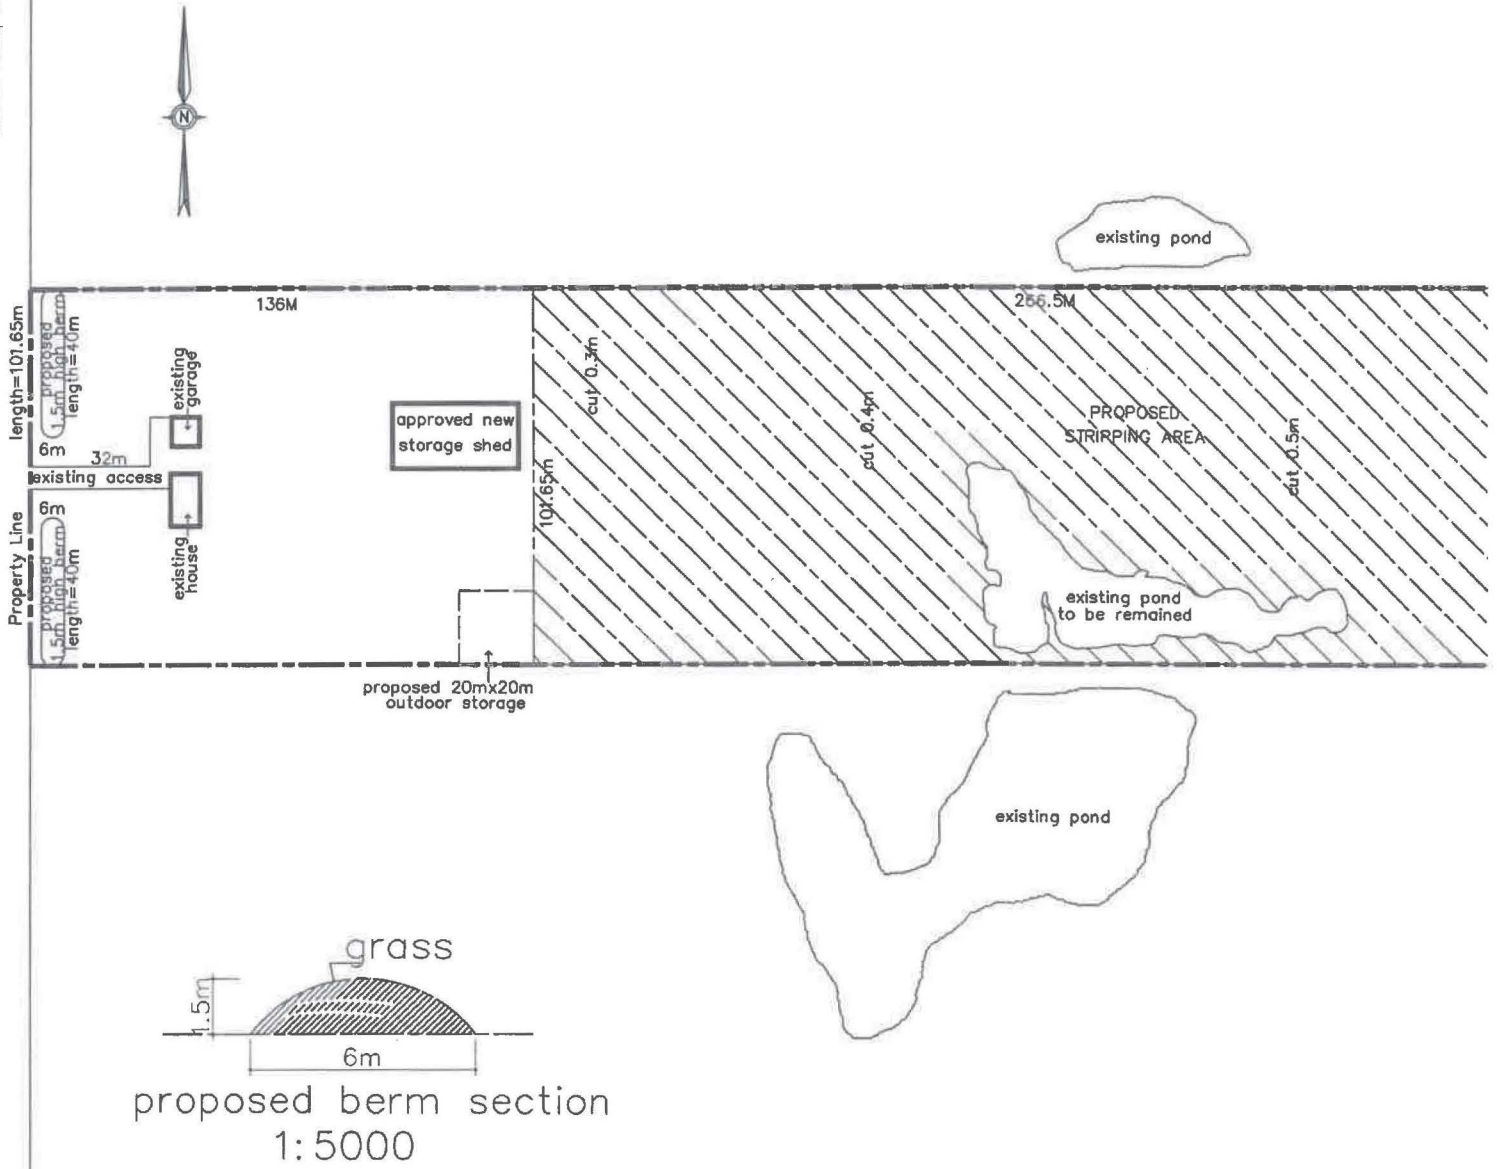 N
existing pond
136M
266.5M
length=101.65m
Property Line
proposed
1.5m high berm
length=40m
existing
garage
cut 0.3m
cut 0.4m
cut 0.5m
approved new
storage shed
PROPOSED
STRIRPING AREA
6m
32m
existing access
6m
101.65m
proposed
1.5m high berm
length=40m
existing
house
existing pond
to be remained
proposed 20mx20m
outdoor storage
existing pond
grass
1.5m
6m
proposed berm section
1:5000